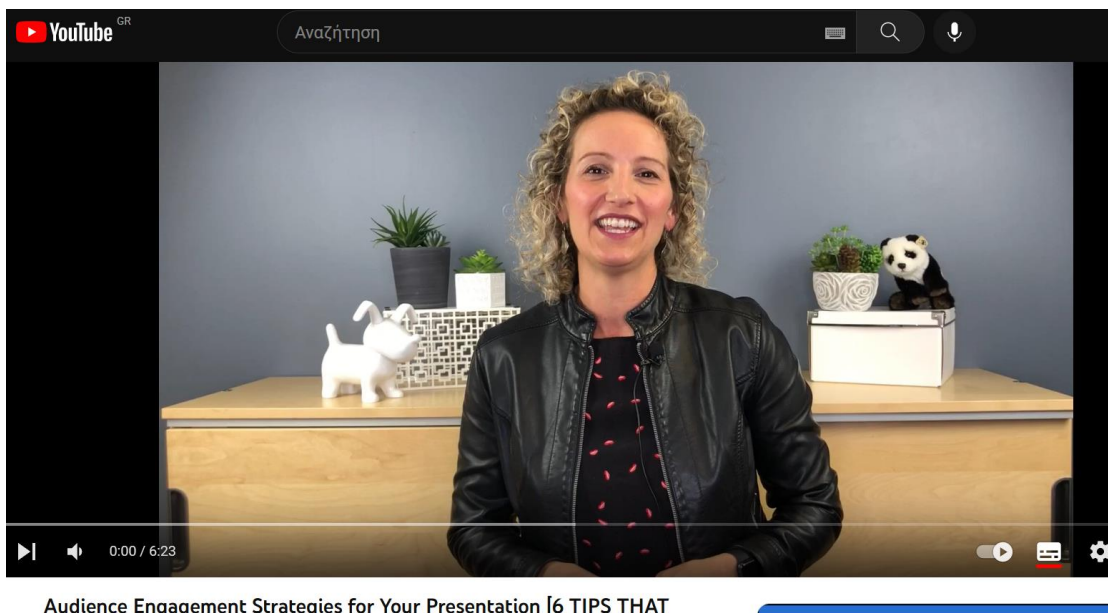 YouTube GR
Αναζήτηση
0:00 / 6:23
Audience Engagement Strategies for Your Presentation [6 TIPS THAT